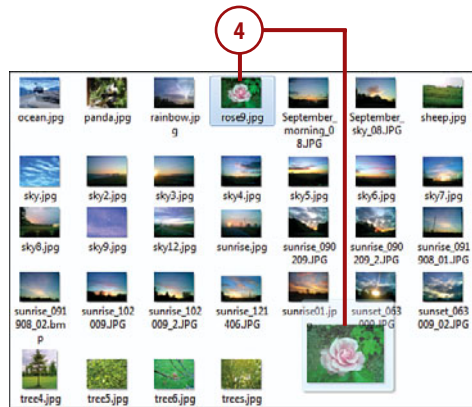 4
ocean.jpg panda.jpg rainbow.jp rose9.jpg September_ September_ sheep.jpg
g morning_0 sky_08.JPG
8.JPG
sky.jpg sky2.jpg sky3.jpg sky4.jpg sky5.jpg sky6.jpg sky7.jpg
sky8.jpg sky9.jpg sky12.jpg sunrise.jpg sunrise_090 sunrise_090 sunrise_091
209.JPG 209_2.JPG 908_01.JPG
sunrise_091 sunrise_102 sunrise_102 sunrise_121 sunrise01.jp sunset_063 sunset_063
908_02.bm 009.JPG 009_2.JPG 406.JPG g 009.JPG 009_02.JPG
p
tree4.jpg tree5.jpg tree6.jpg trees.jpg